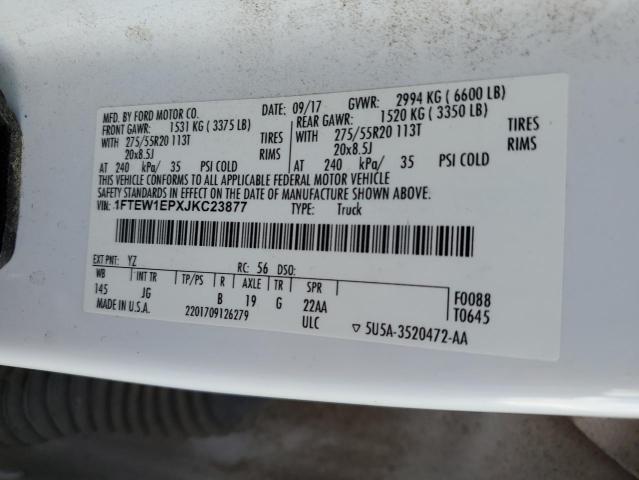 MFD. BY FORD MOTOR CO.
DATE: 09/17 GVWR: 2994 KG ( 6600 LB)
FRONT GAWR: 1531 KG ( 3375 LB)
REAR GAWR: 1520 KG ( 3350 LB)
WITH 275/55R20 113T TIRES
WITH 275/55R20 113T TIRES
20x8.5J RIMS
20x8.5J RIMS
AT 240 kPa/ 35 PSI COLD
AT 240 kPa/ 35 PSI COLD
THIS VEHICLE CONFORMS TO ALL APPLICABLE FEDERAL MOTOR VEHICLE
SAFETY STANDARDS IN EFFECT ON THE DATE OF MANUFACTURE SHOWN ABOVE.
VIN: 1FTEW1EPXJKC23877 TYPE: Truck
EXT PNT: YZ RC: 56 DSO:
WB INT TR TP/PS R AXLE TR SPR F0088
145 JG B 19 G 22AA T0645
MADE IN U.S.A. 2201709126279 ULC ▽ 5U5A-3520472-AA